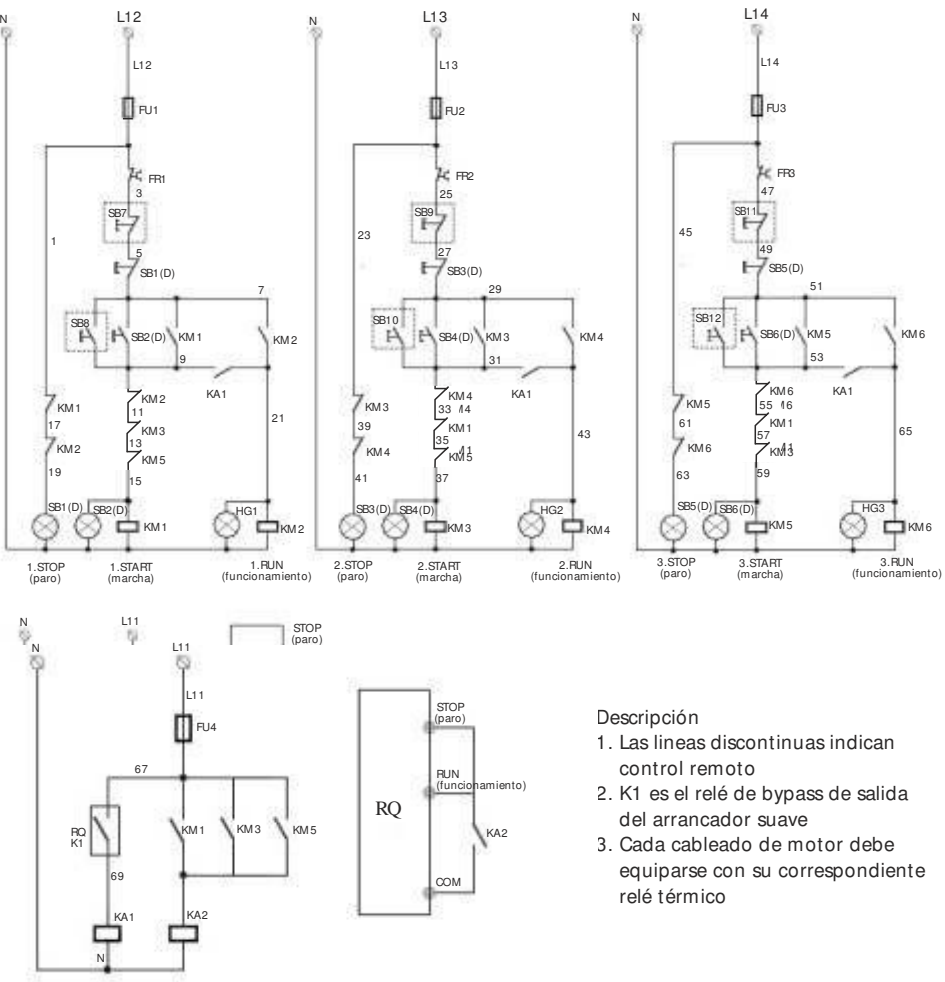 N
L12
L12
FU1
FR1
3
SB7
1
5
SB1(D)
7
SB8
SB2(D)
KM1
KM2
9
KA1
KM1
KM2
11
21
17
KM3
KM2
13
19
KM5
15
SB1(D)
SB2(D)
HG1
KM1
KM2
1.STOP
(paro)
1.START
(marcha)
1.RUN
(funcionamiento)
N
L13
L13
FU2
FR2
25
SB9
23
27
SB3(D)
29
SB10
SB4(D)
KM3
KM4
31
KA1
KM3
KM4
33
43
39
KM1
KM4
35
41
KM5
37
SB3(D)
SB4(D)
HG2
KM3
KM4
2.STOP
(paro)
2.START
(marcha)
2.RUN
(funcionamiento)
N
L14
L14
FU3
FR3
47
SB11
45
49
SB5(D)
51
SB12
SB6(D)
KM5
KM6
53
KA1
KM5
KM6
55
65
61
KM1
KM6
57
63
KM3
59
SB5(D)
SB6(D)
HG3
KM5
KM6
3.STOP
(paro)
3.START
(marcha)
3.RUN
(funcionamiento)
N
L11
STOP
(paro)
N
L11
L11
FU4
67
RQ
K1
KM1
KM3
KM5
69
KA1
KA2
N
STOP
(paro)
RUN
(funcionamiento)
RQ
KA2
COM
Descripción
1. Las lineas discontinuas indican
control remoto
2. K1 es el relé de bypass de salida
del arrancador suave
3. Cada cableado de motor debe
equiparse con su correspondiente
relé térmico